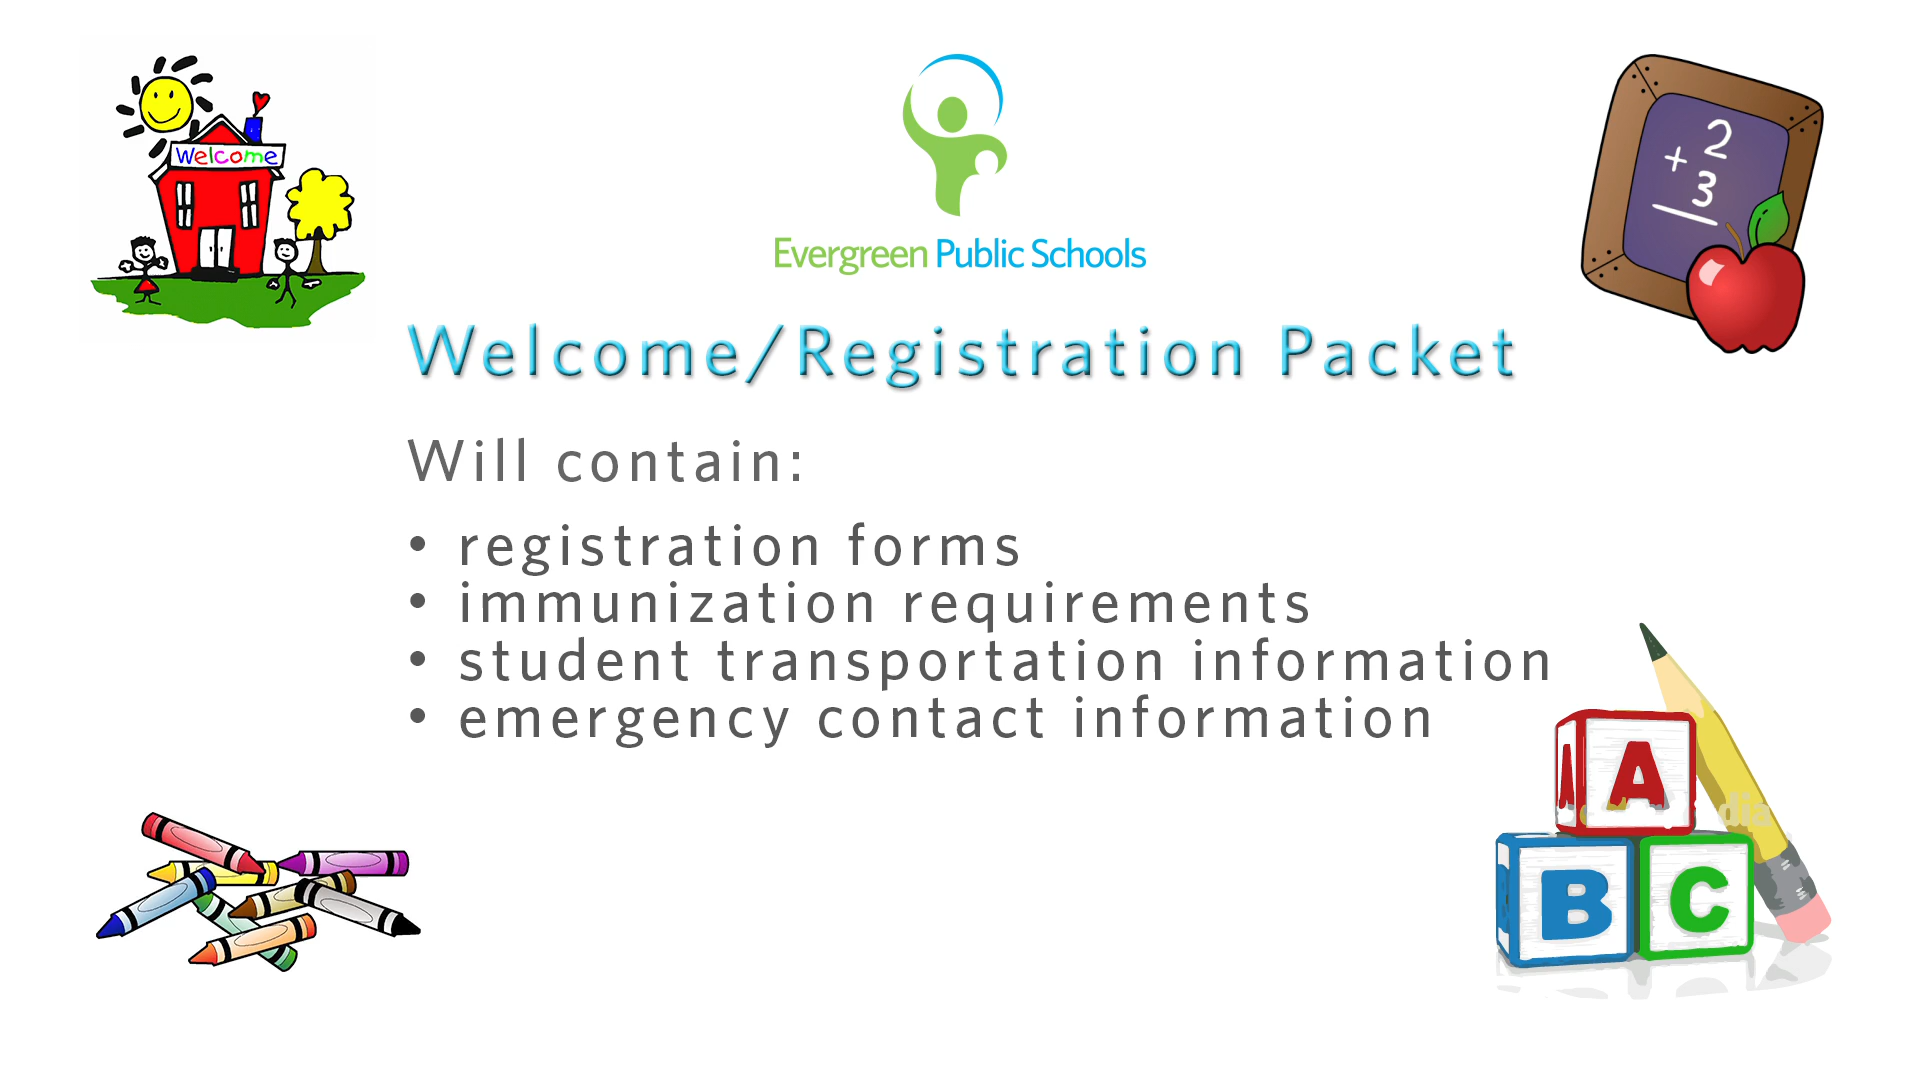 Welcome
2
+ 3
Evergreen Public Schools
Welcome/Registration Packet
Will contain:
• registration forms
• immunization requirements
• student transportation information
• emergency contact information
A
B C